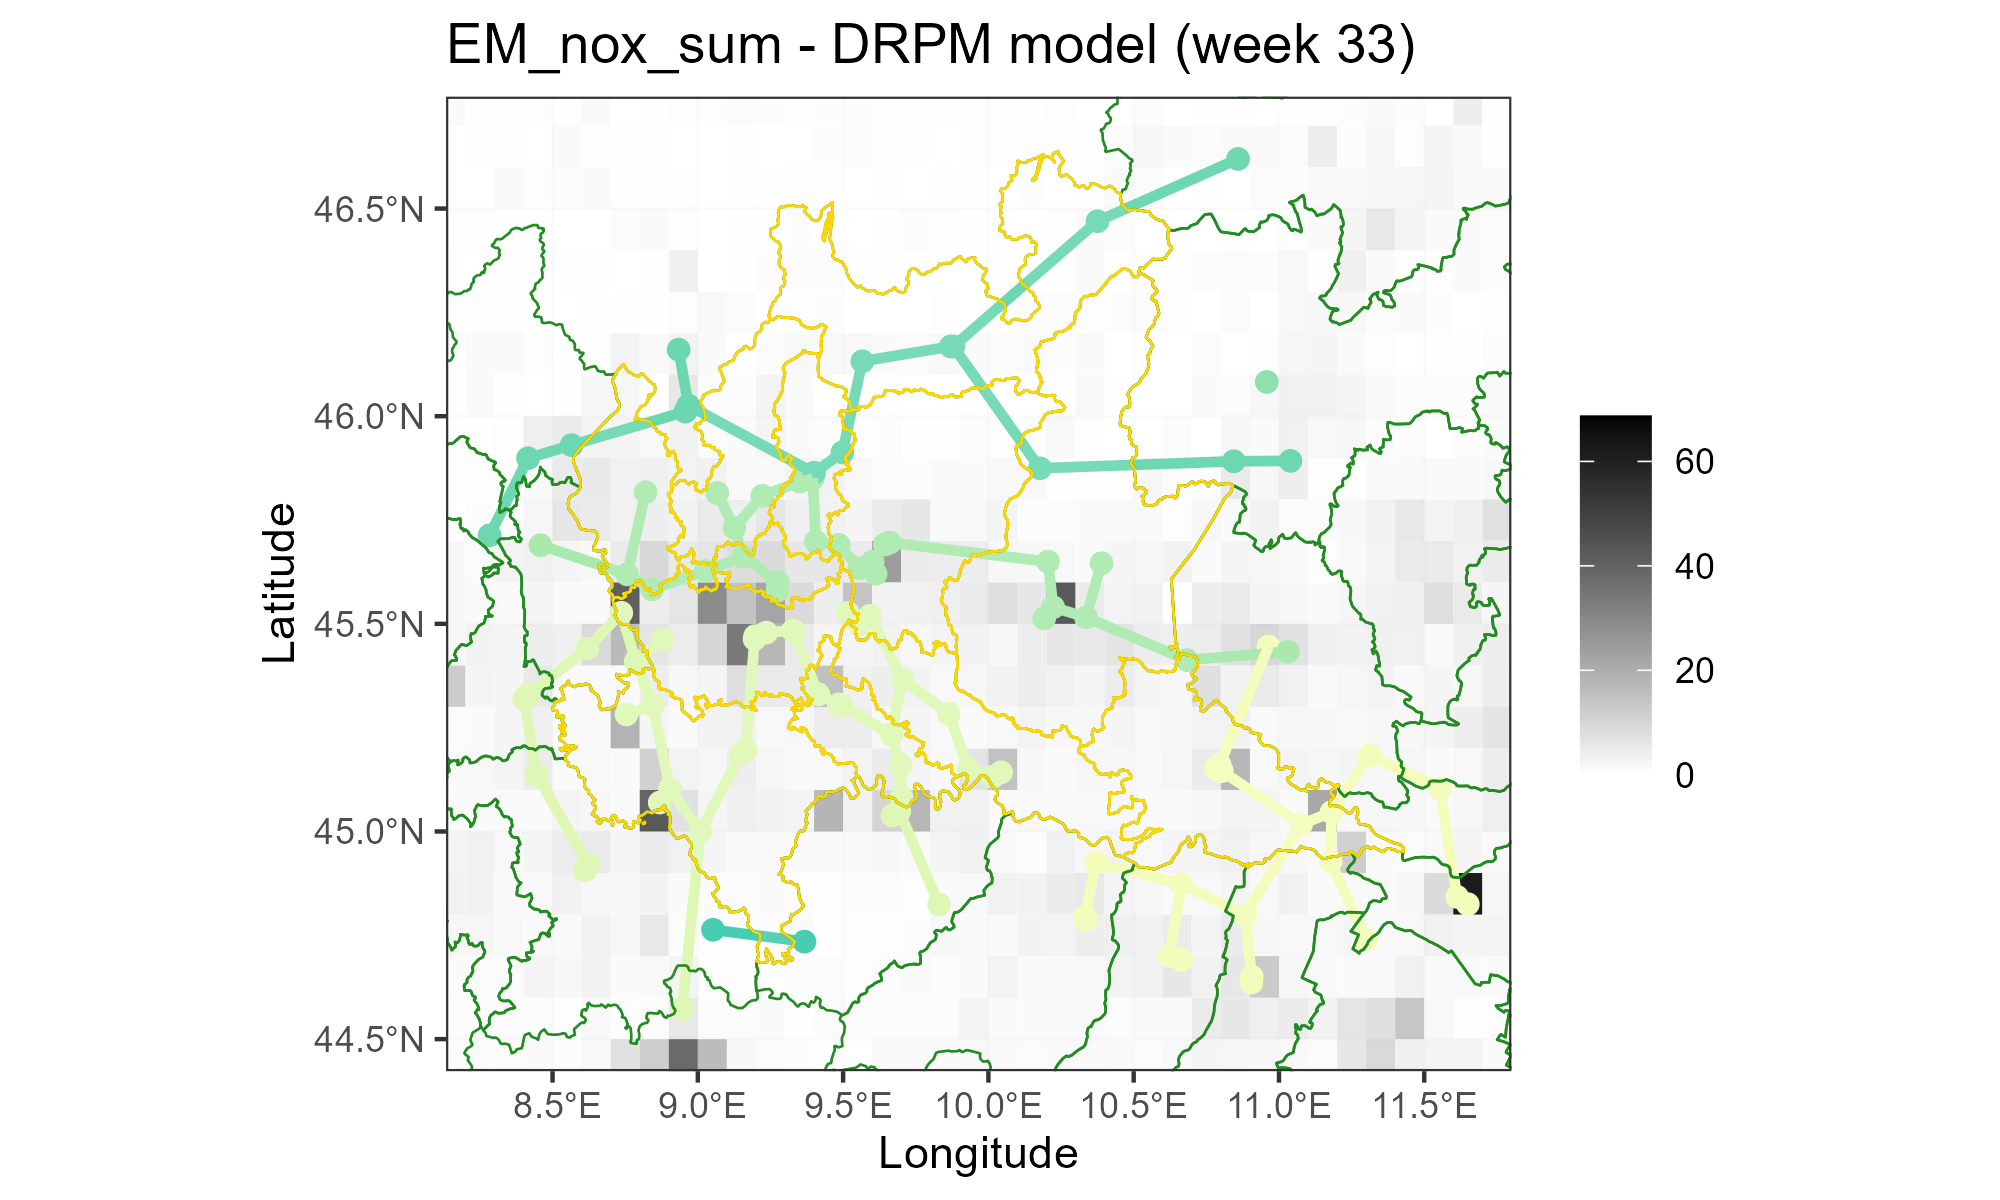 EM_nox_sum - DRPM model (week 33)
46.5°N
46.0°N
45.5°N
45.0°N
44.5°N
Latitude
8.5°E
9.0°E
9.5°E
10.0°E
10.5°E
11.0°E
11.5°E
Longitude
60
40
20
0